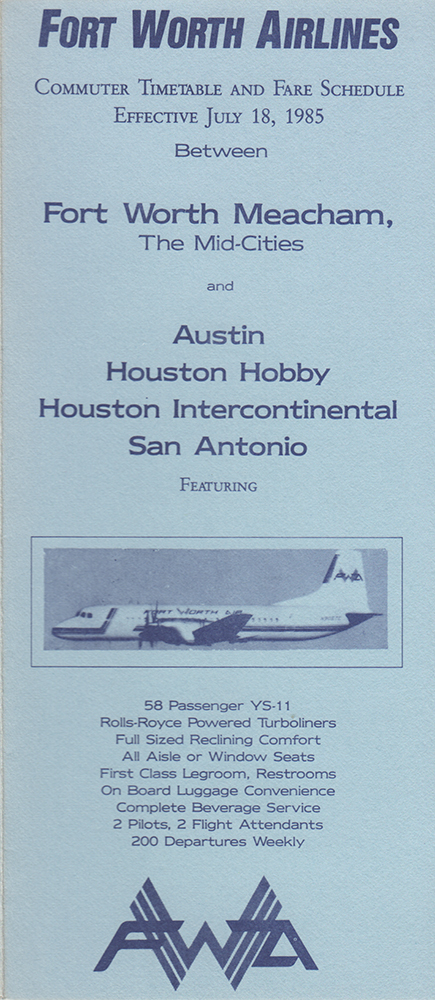 FORT WORTH AIRLINES
COMMUTER TIMETABLE AND FARE SCHEDULE
EFFECTIVE JULY 18, 1985
Between
Fort Worth Meacham,
The Mid-Cities
and
Austin
Houston Hobby
Houston Intercontinental
San Antonio
FEATURING
FORT WORTH AIR
58 Passenger YS-11
Rolls-Royce Powered Turboliners
Full Sized Reclining Comfort
All Aisle or Window Seats
First Class Legroom, Restrooms
On Board Luggage Convenience
Complete Beverage Service
2 Pilots, 2 Flight Attendants
200 Departures Weekly